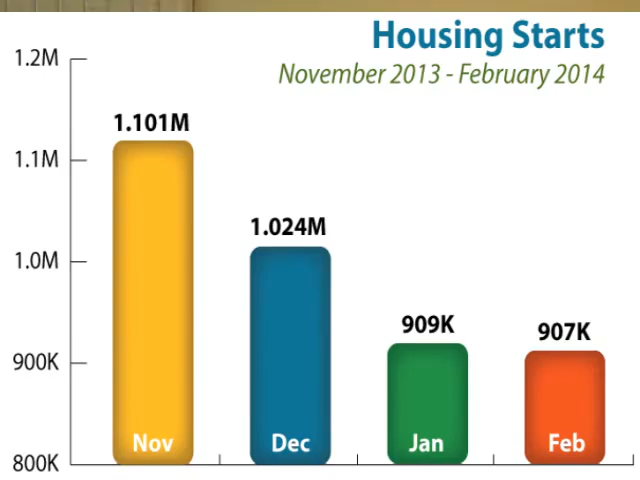 Housing Starts
November 2013 - February 2014
1.2M
1.1M
1.0M
900K
800K
1.101M
1.024M
909K
907K
Nov
Dec
Jan
Feb